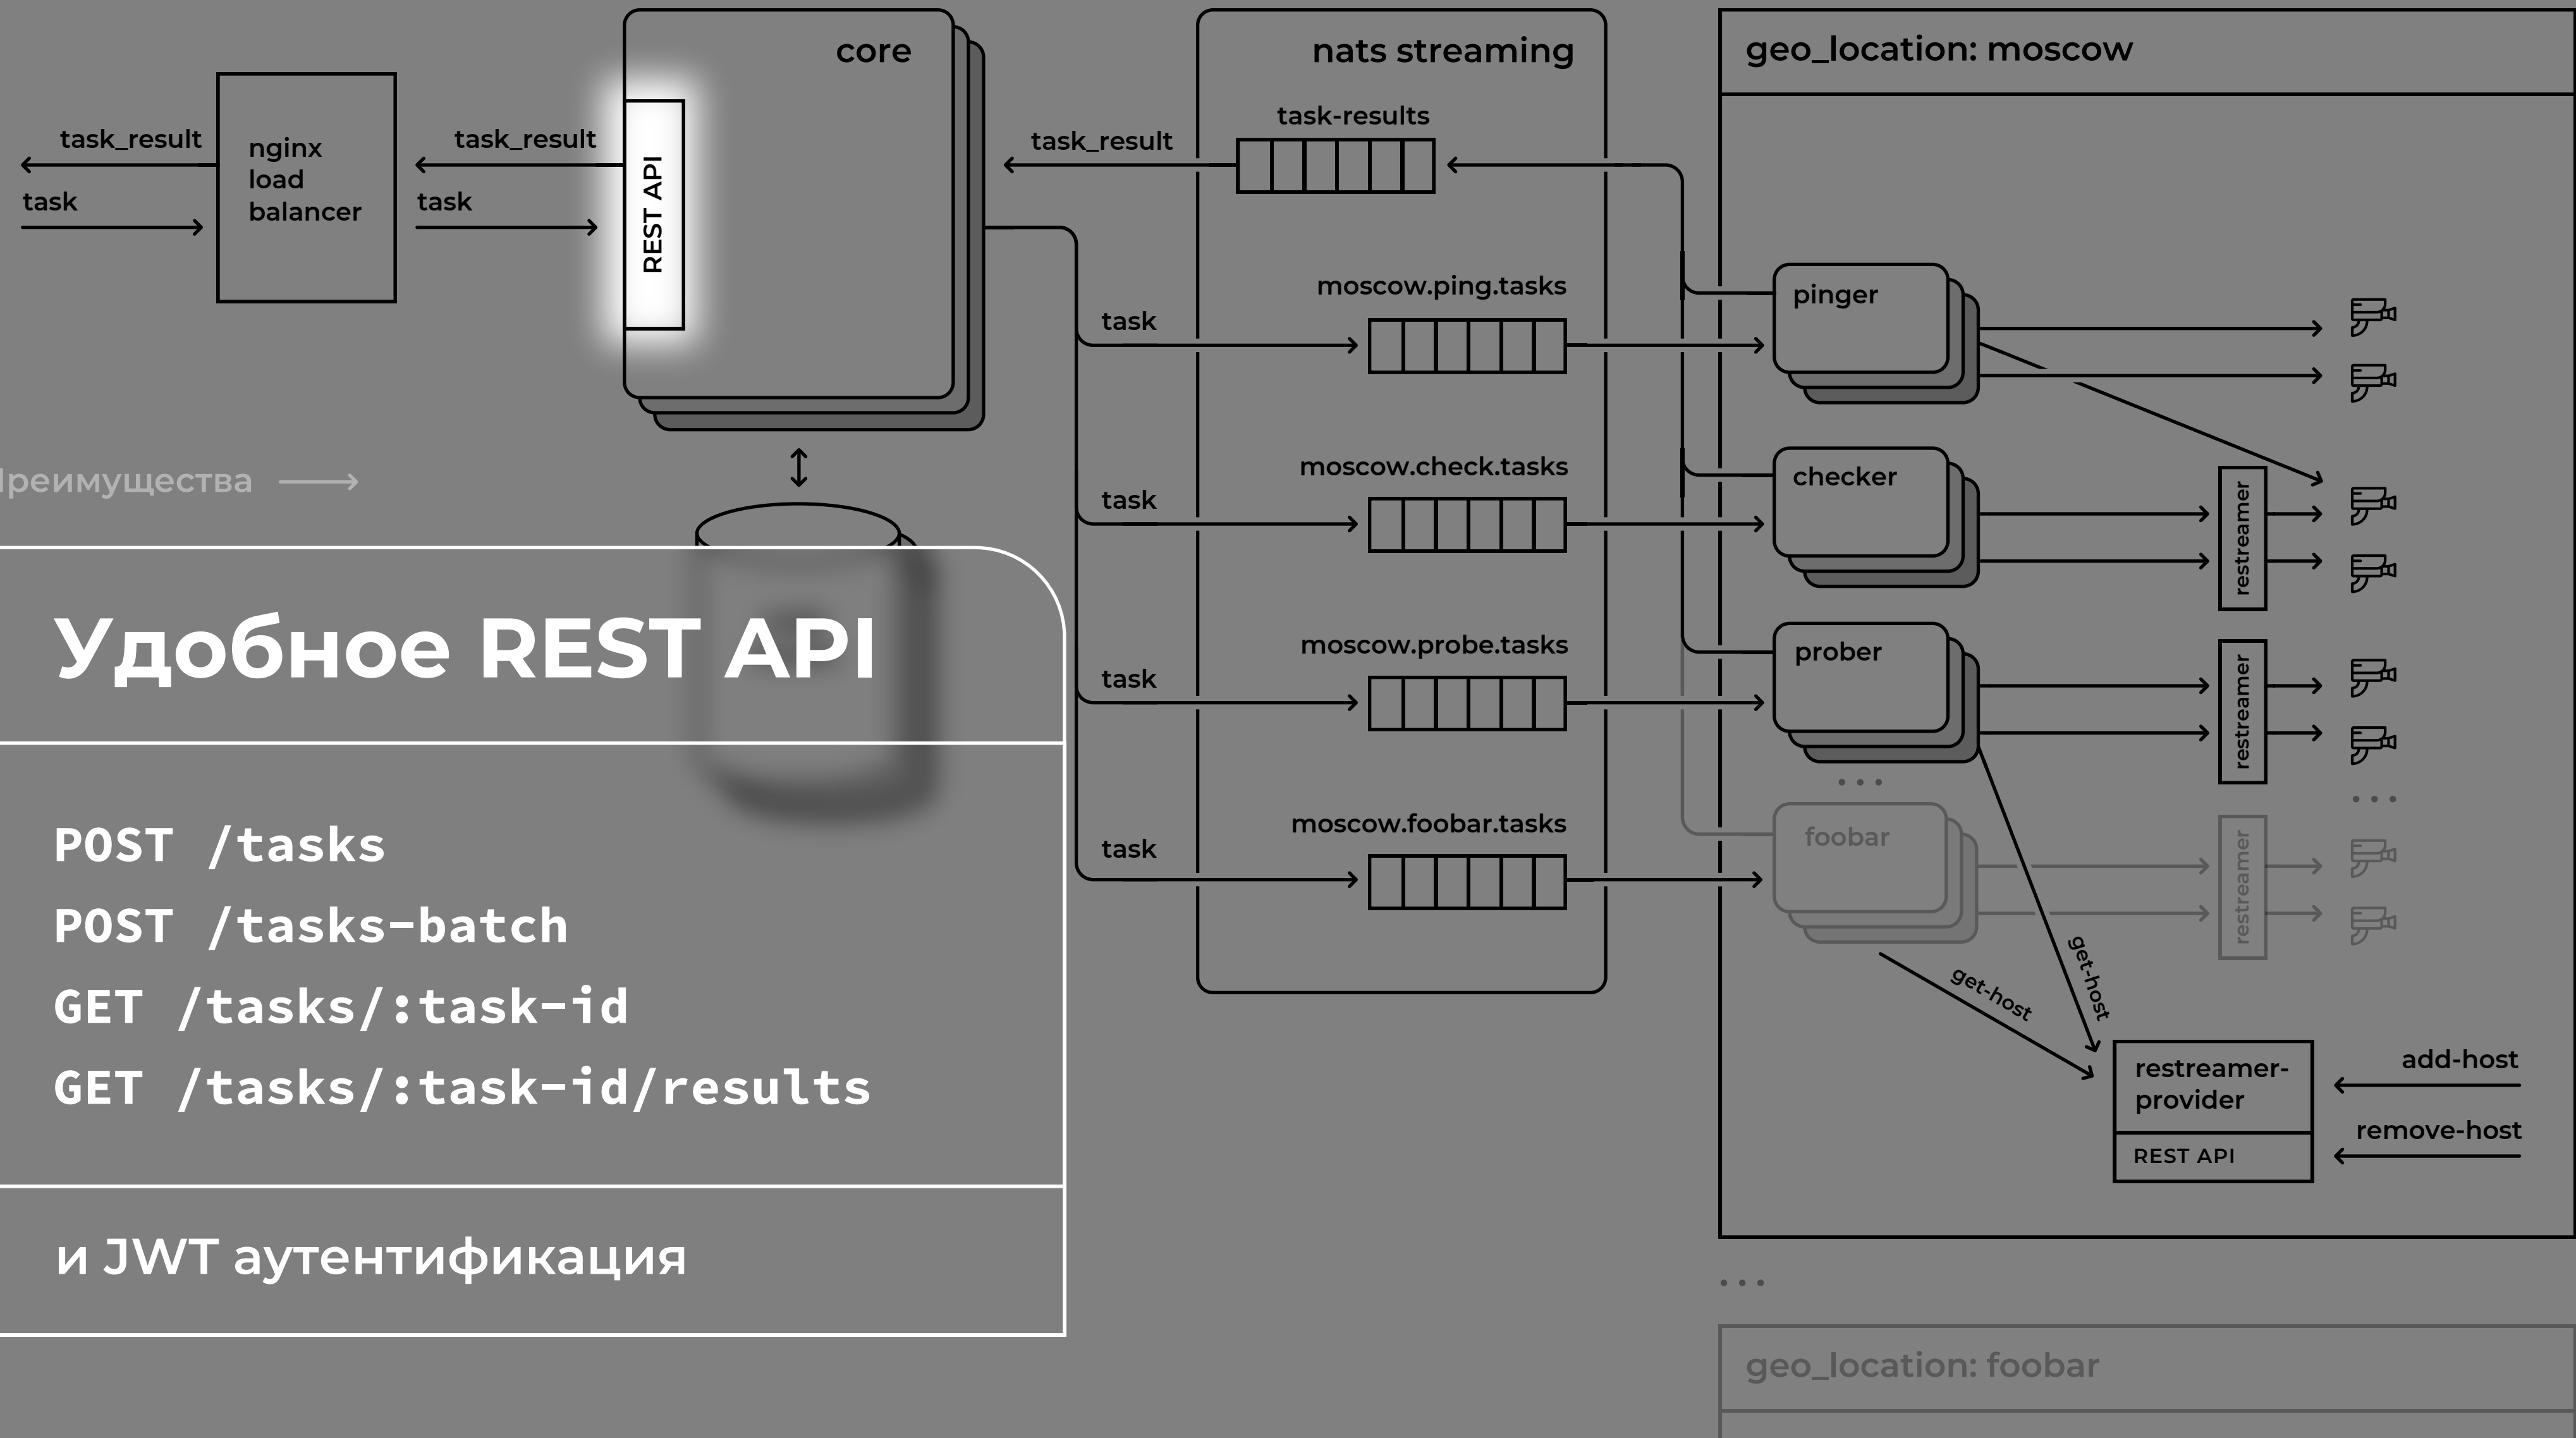 core
nats streaming
geo_location: moscow
task_result
task
nginx
load
balancer
task_result
task
REST API
task_result
task-results
moscow.ping.tasks
task
pinger
moscow.check.tasks
task
checker
restreamer
moscow.probe.tasks
task
prober
restreamer
...
...
moscow.foobar.tasks
task
foobar
restreamer
get-host
get-host
restreamer-
provider
REST API
add-host
remove-host
...
geo_location: foobar
Удобное REST API
POST /tasks
POST /tasks-batch
GET /tasks/:task-id
GET /tasks/:task-id/results
и JWT аутентификация